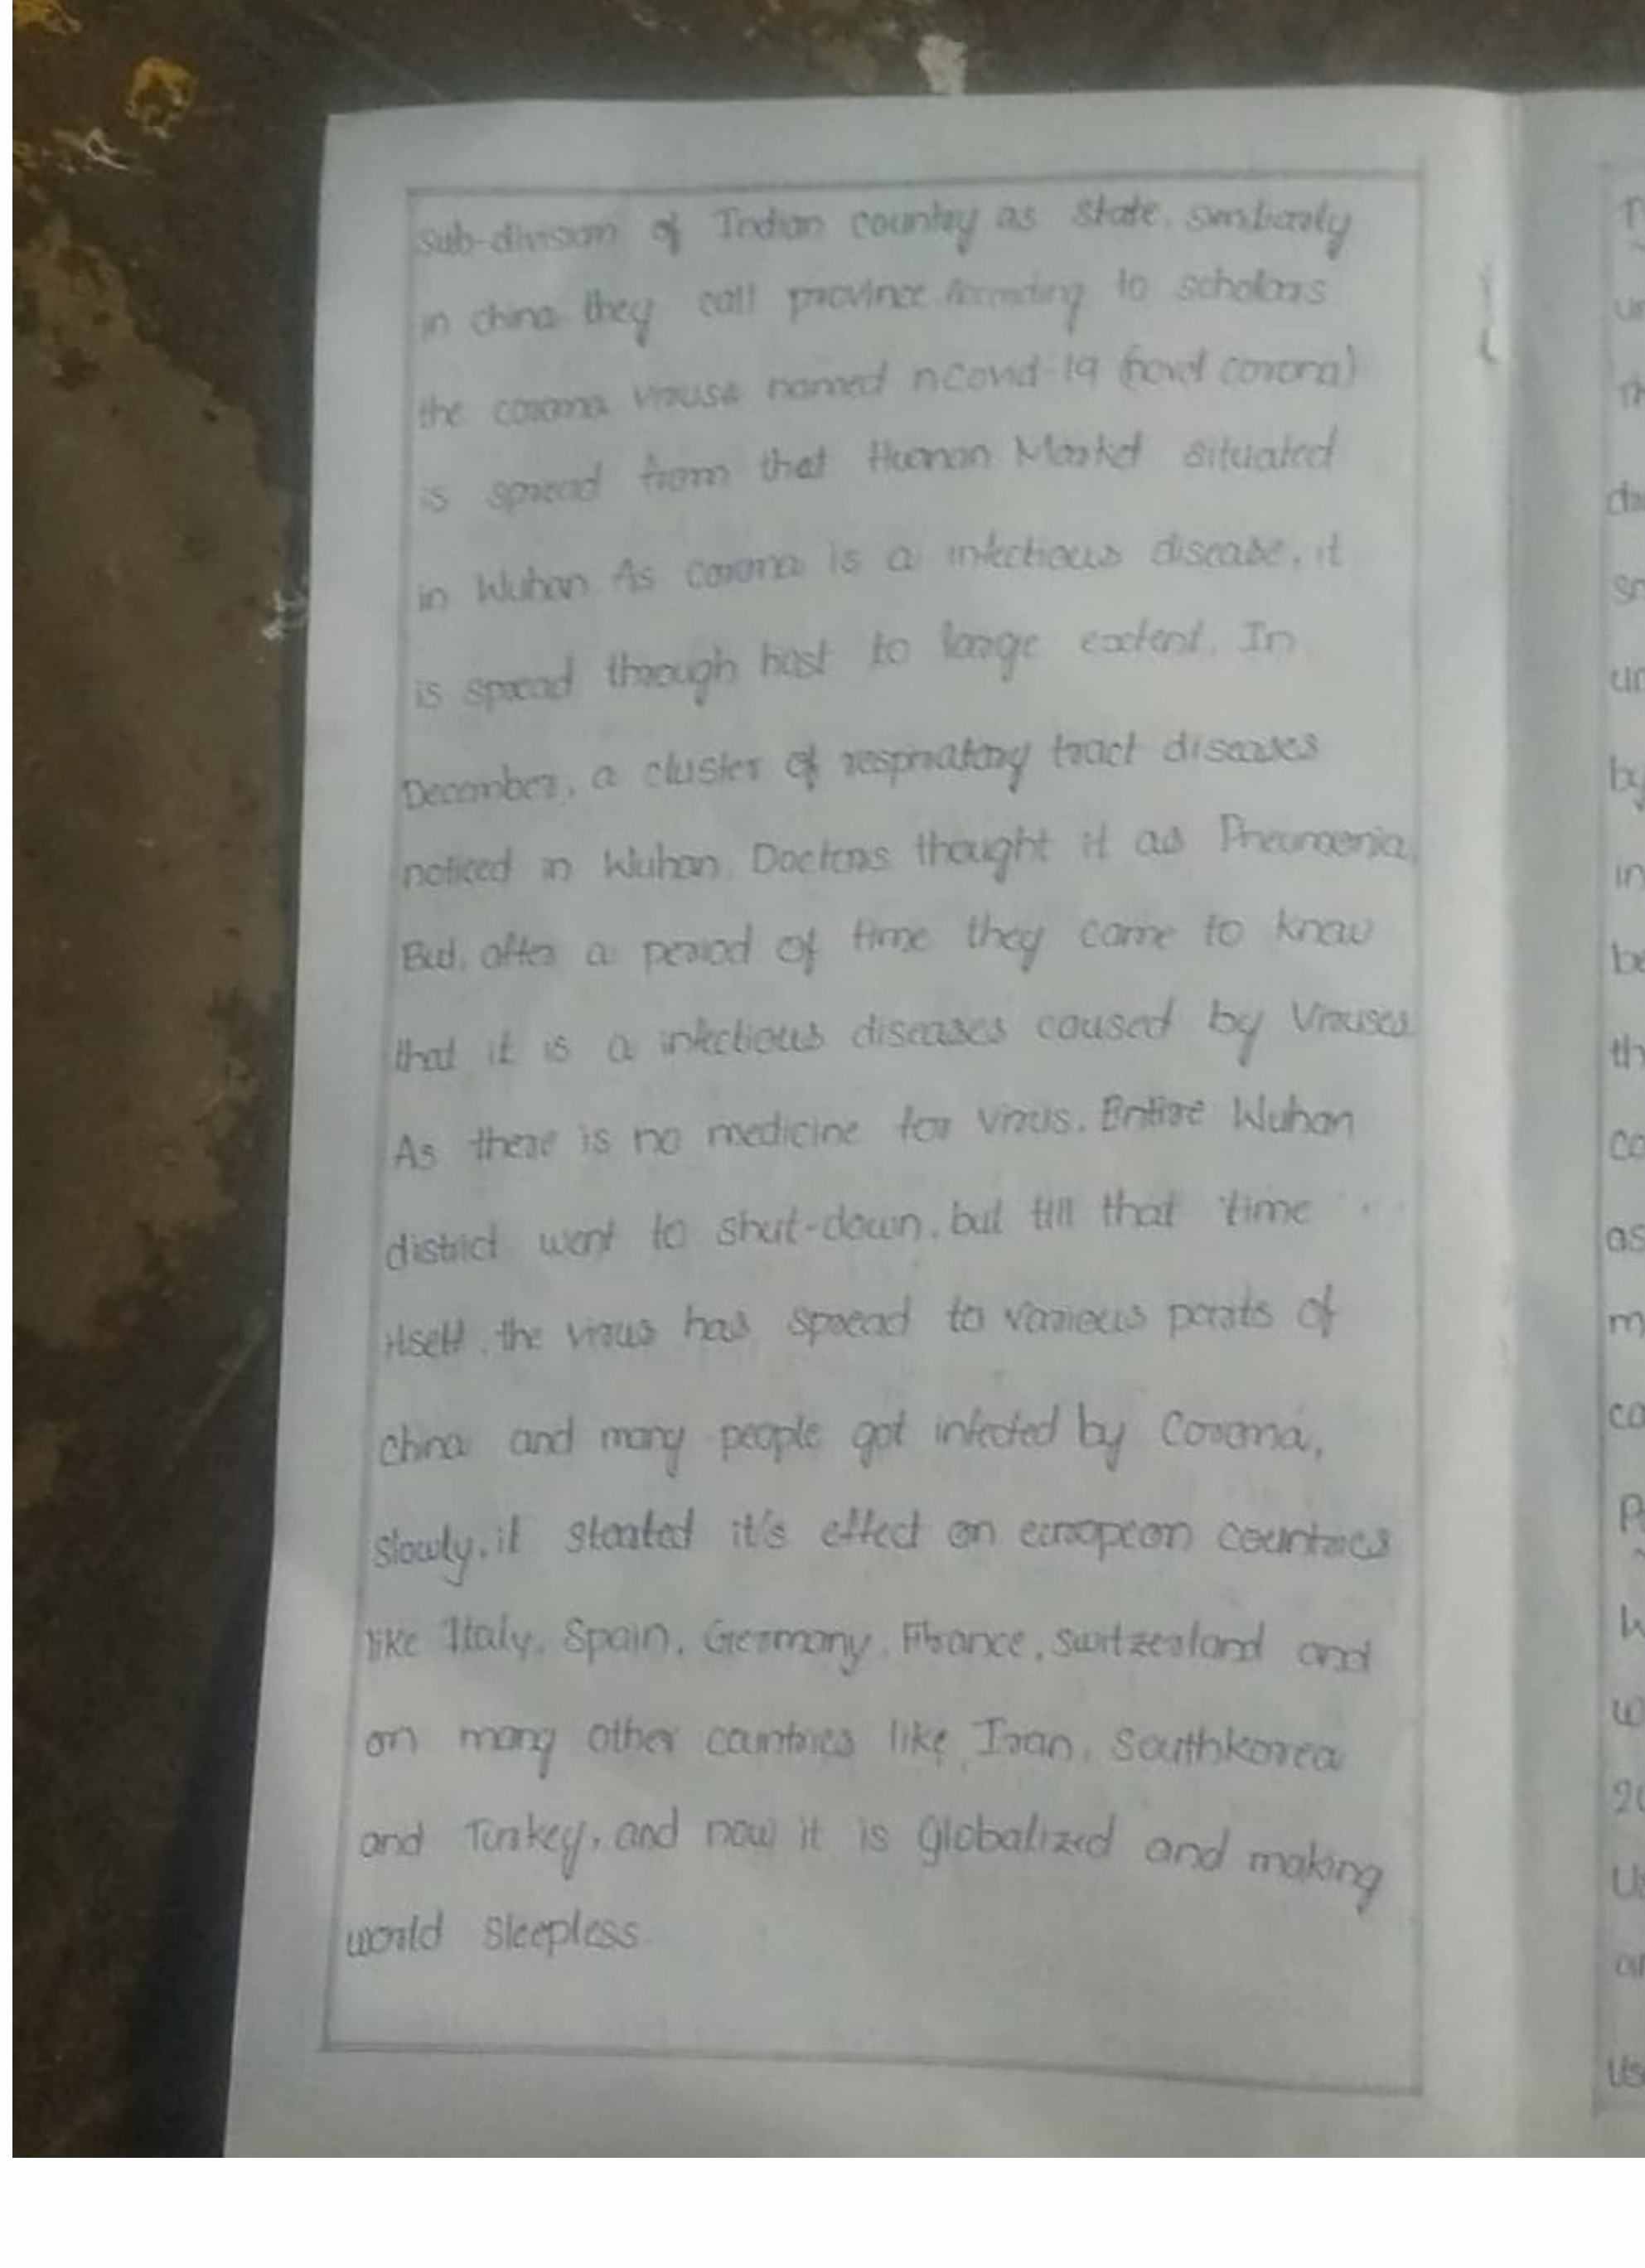 sub-division of Indian country as state. similarly
in china they call province. According to scholars
the corona viruse named nCovid-19 (novel corona)
is spread from that Huanan Market situated
in Wuhan. As corona is a infectious disease, it
is spread through host to large extent. In
December, a cluster of respiratory tract diseases
noticed in Wuhan. Doctors thought it as Pneumonia,
But, after a period of time they came to know
that it is a infectious diseases caused by Viruses.
As there is no medicine for virus. Entire Wuhan
district went to shut-down, but till that time
itself, the virus has spread to various parts of
china and many people got infected by Corona,
Slowly, it started it's effect on european countries
like Italy, Spain, Germany, France, Switzerland and
on many other countries like Iran, Southkorea
and Turkey, and now it is Globalized and making
world Sleepless